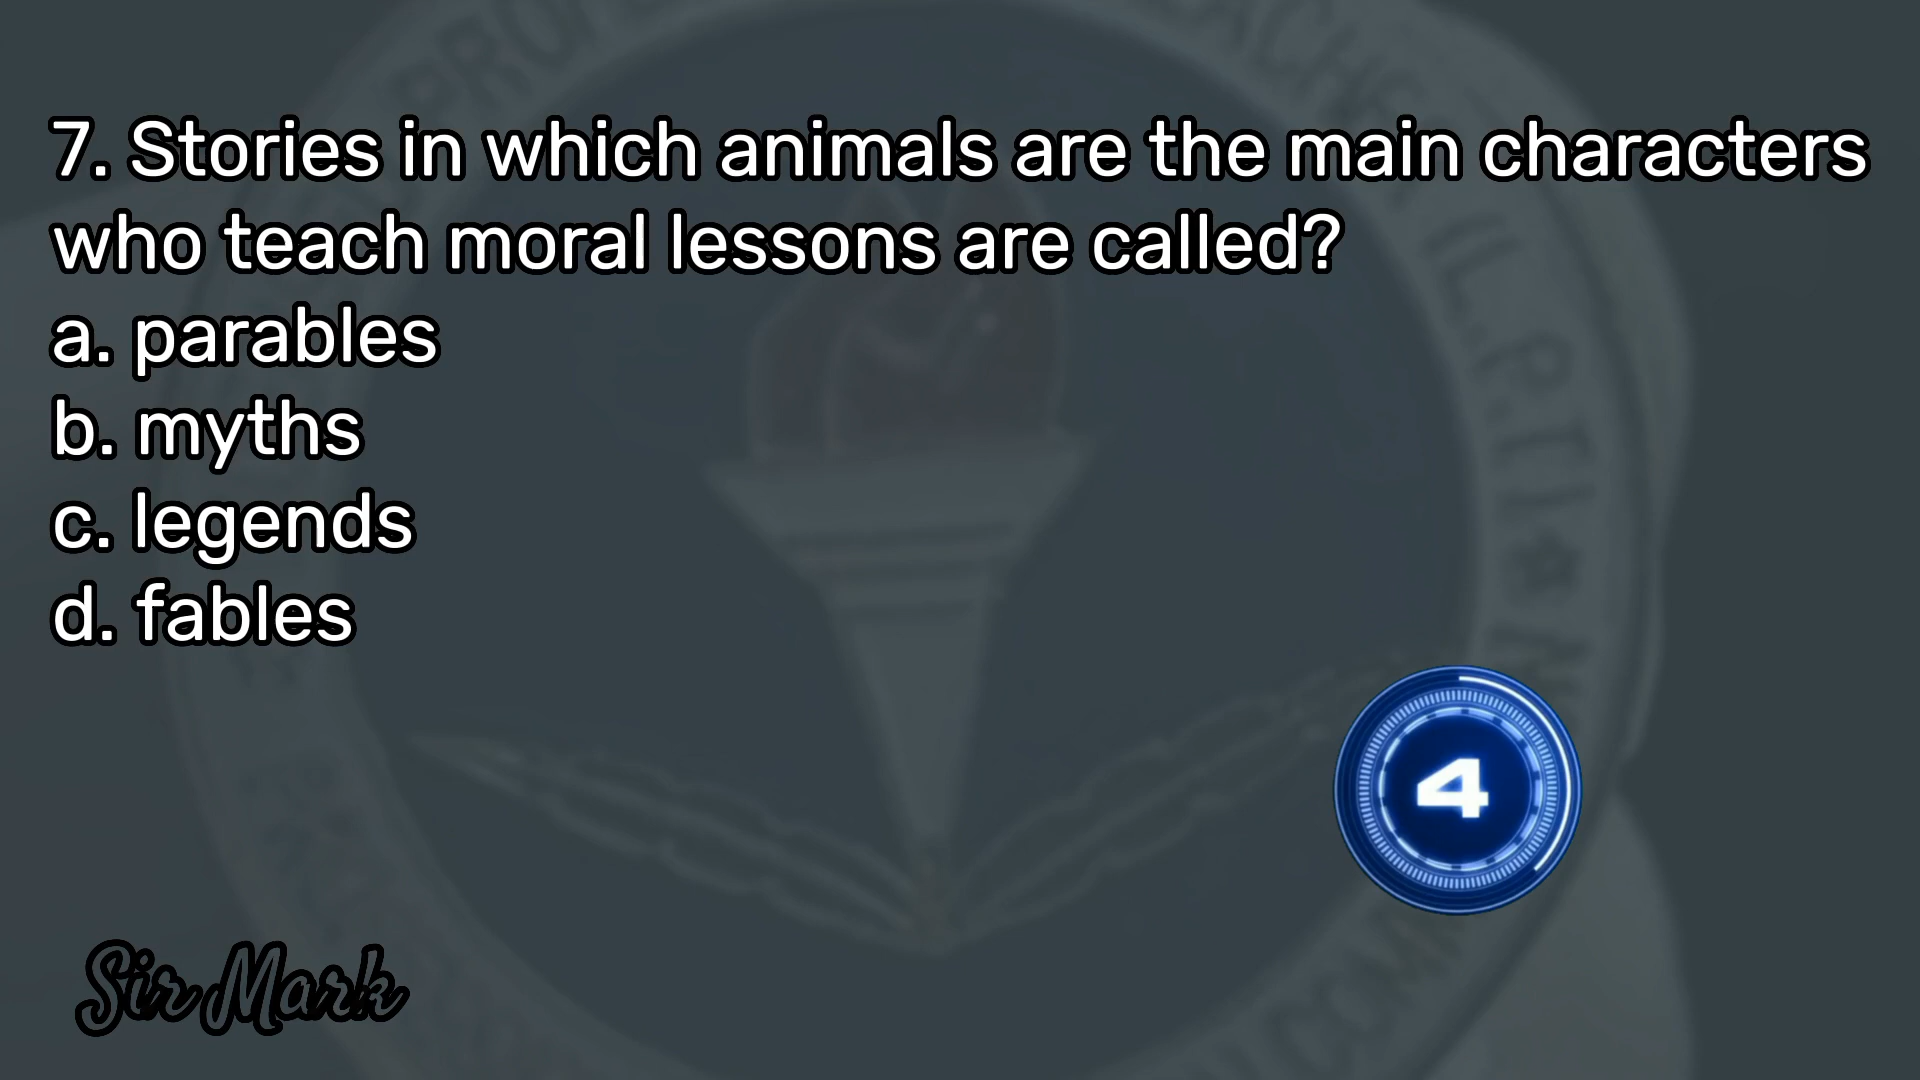 7. Stories in which animals are the main characters
who teach moral lessons are called?
a. parables
b. myths
c. legends
d. fables
4
Sir Mark